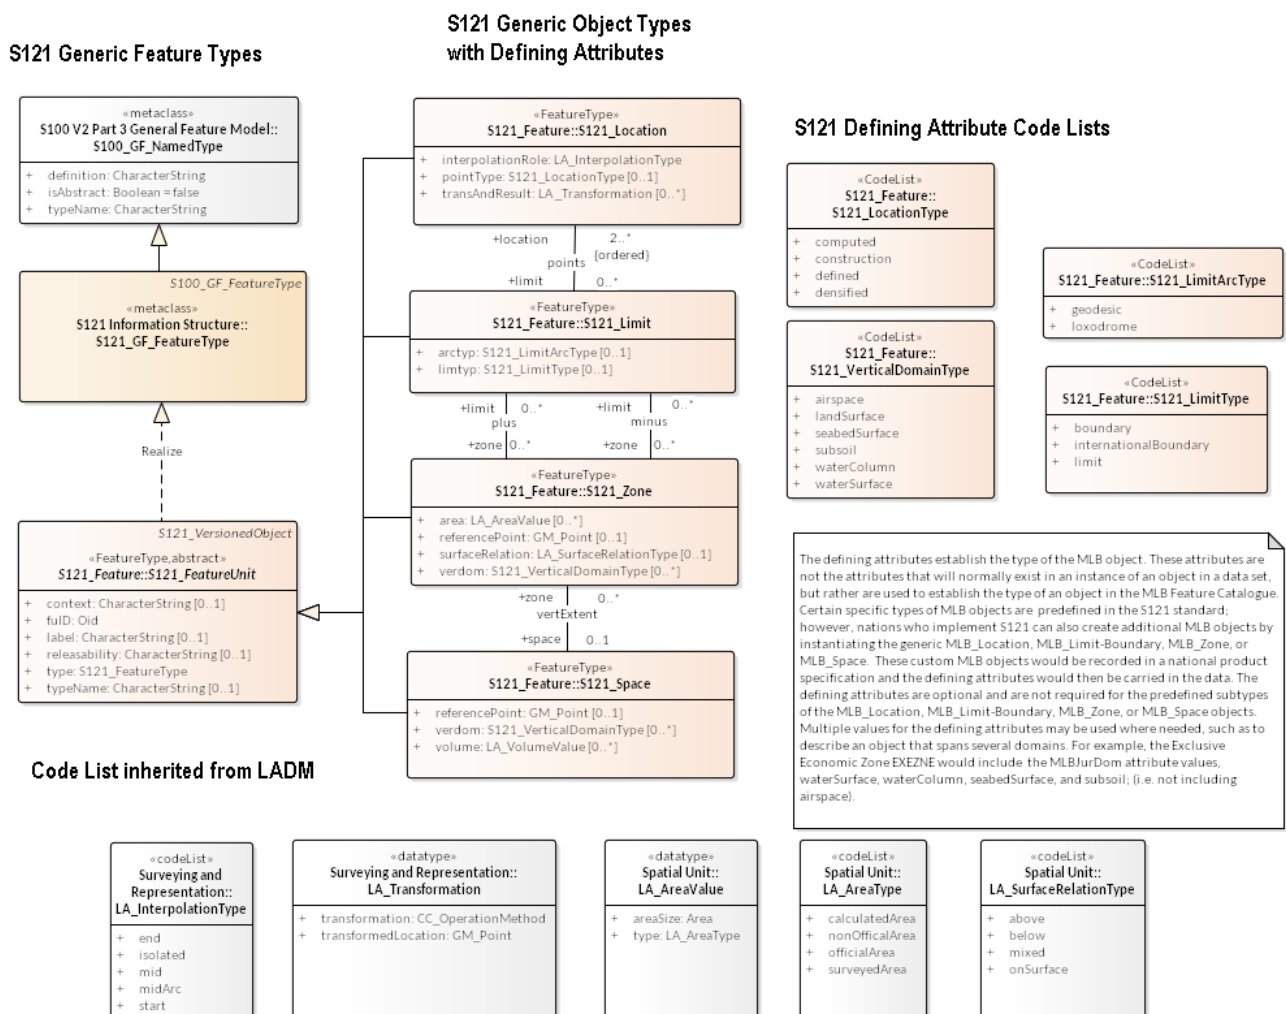 S121 Generic Feature Types
«metaclass»
S100 V2 Part 3 General Feature Model::
S100_GF_NamedType
+ definition: CharacterString
+ isAbstract: Boolean = false
+ typeName: CharacterString
S100_GF_FeatureType
«metaclass»
S121 Information Structure::
S121_GF_FeatureType
Realize
S121_VersionedObject
«FeatureType,abstract»
S121_Feature::S121_FeatureUnit
+ context: CharacterString [0..1]
+ fuID: Oid
+ label: CharacterString [0..1]
+ releasability: CharacterString [0..1]
+ type: S121_FeatureType
+ typeName: CharacterString [0..1]
S121 Generic Object Types
with Defining Attributes
«FeatureType»
S121_Feature::S121_Location
+ interpolationRole: LA_InterpolationType
+ pointType: S121_LocationType [0..1]
+ transAndResult: LA_Transformation [0..*]
+location 2..*
{ordered}
points
+limit 0..*
«FeatureType»
S121_Feature::S121_Limit
+ arctyp: S121_LimitArcType [0..1]
+ limtyp: S121_LimitType [0..1]
+limit 0..* +limit 0..*
plus minus
+zone 0..* +zone 0..*
«FeatureType»
S121_Feature::S121_Zone
+ area: LA_AreaValue [0..*]
+ referencePoint: GM_Point [0..1]
+ surfaceRelation: LA_SurfaceRelationType [0..1]
+ verdom: S121_VerticalDomainType [0..*]
+zone 0..*
vertExtent
+space 0..1
«FeatureType»
S121_Feature::S121_Space
+ referencePoint: GM_Point [0..1]
+ verdom: S121_VerticalDomainType [0..*]
+ volume: LA_VolumeValue [0..*]
S121 Defining Attribute Code Lists
«CodeList»
S121_Feature::
S121_LocationType
+ computed
+ construction
+ defined
+ densified
«CodeList»
S121_Feature::S121_LimitArcType
+ geodesic
+ loxodrome
«CodeList»
S121_Feature::
S121_VerticalDomainType
+ airspace
+ landSurface
+ seabedSurface
+ subsoil
+ waterColumn
+ waterSurface
«CodeList»
S121_Feature::S121_LimitType
+ boundary
+ internationalBoundary
+ limit
The defining attributes establish the type of the MLB object. These attributes are
not the attributes that will normally exist in an instance of an object in a data set,
but rather are used to establish the type of an object in the MLB Feature Catalogue.
Certain specific types of MLB objects are predefined in the S121 standard;
however, nations who implement S121 can also create additional MLB objects by
instantiating the generic MLB_Location, MLB_Limit-Boundary, MLB_Zone, or
MLB_Space. These custom MLB objects would be recorded in a national product
specification and the defining attributes would then be carried in the data. The
defining attributes are optional and are not required for the predefined subtypes
of the MLB_Location, MLB_Limit-Boundary, MLB_Zone, or MLB_Space objects.
Multiple values for the defining attributes may be used where needed, such as to
describe an object that spans several domains. For example, the Exclusive
Economic Zone EXEZNE would include the MLBJurDom attribute values,
waterSurface, waterColumn, seabedSurface, and subsoil; (i.e. not including
airspace).
Code List inherited from LADM
«codeList»
Surveying and
Representation::
LA_InterpolationType
+ end
+ isolated
+ mid
+ midArc
+ start
«datatype»
Surveying and Representation::
LA_Transformation
+ transformation: CC_OperationMethod
+ transformedLocation: GM_Point
«datatype»
Spatial Unit::
LA_AreaValue
+ areaSize: Area
+ type: LA_AreaType
«codeList»
Spatial Unit::
LA_AreaType
+ calculatedArea
+ nonOfficalArea
+ officialArea
+ surveyedArea
«codeList»
Spatial Unit::
LA_SurfaceRelationType
+ above
+ below
+ mixed
+ onSurface